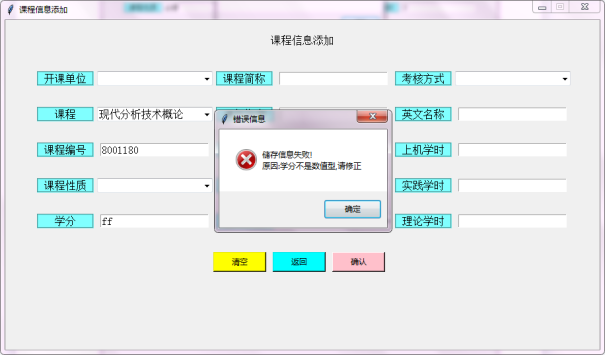 课程信息添加
课程信息添加
开课单位
课程简称
考核方式
课程
现代分析技术概论
英文名称
错误信息
储存信息失败!
原因:学分不是数值型,请修正
确定
课程编号
8001180
上机学时
课程性质
实践学时
学分
ff
理论学时
清空
返回
确认